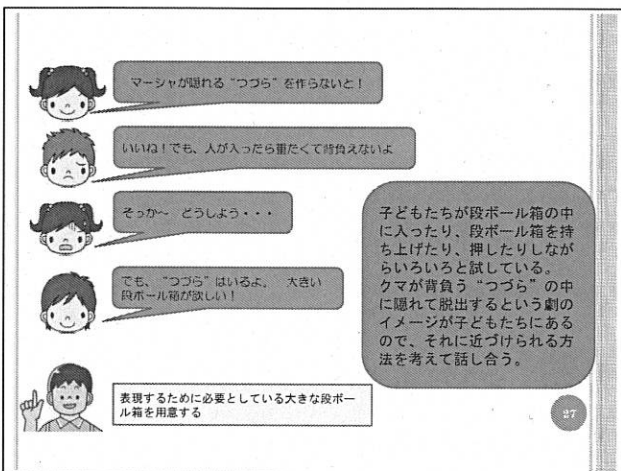 マーシャが隠れる“つづら”を作らないと!
いいね!でも、人が入ったら重たくて背負えないよ
そっか~ どうしよう・・・
でも、“つづら”はいるよ、 大きい
段ボール箱が欲しい!
子どもたちが段ボール箱の中
に入ったり、段ボール箱を持
ち上げたり、押したりしなが
らいろいろと試している。
クマが背負う“つづら”の中
に隠れて脱出するという劇の
イメージが子どもたちにある
ので、それに近づけられる方
法を考えて話し合う。
表現するために必要としている大きな段ボー
ル箱を用意する
27